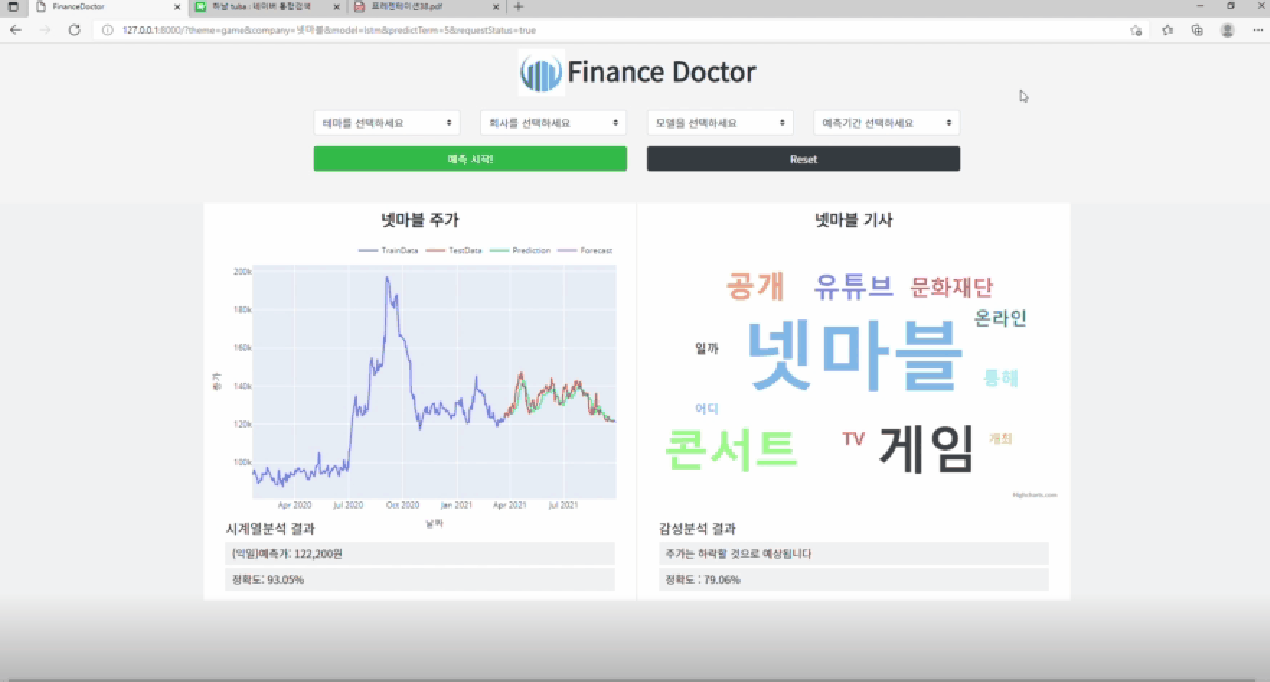 FinanceDoctor
하남 tuka : 네이버 통합검색
프레젠테이션38.pdf
127.0.0.1:8000/?theme=game&company=넷마블&model=lstm&predictTerm=5&requestStatus=true
Finance Doctor
테마를 선택하세요
회사를 선택하세요
모델을 선택하세요
예측기간 선택하세요
예측 시작!
Reset
넷마블 주가
TrainData TestData Prediction Forecast
200k
180k
160k
140k
120k
100k
종가
Apr 2020 Jul 2020 Oct 2020 Jan 2021 Apr 2021 Jul 2021
날짜
시계열분석 결과
(익일)예측가: 122,200원
정확도: 93.05%
넷마블 기사
공개 유튜브 문화재단
온라인
일까 넷마블
통해
어디
콘서트 TV 게임 개최
Highcharts.com
감성분석 결과
주가는 하락할 것으로 예상됩니다
정확도 : 79.06%